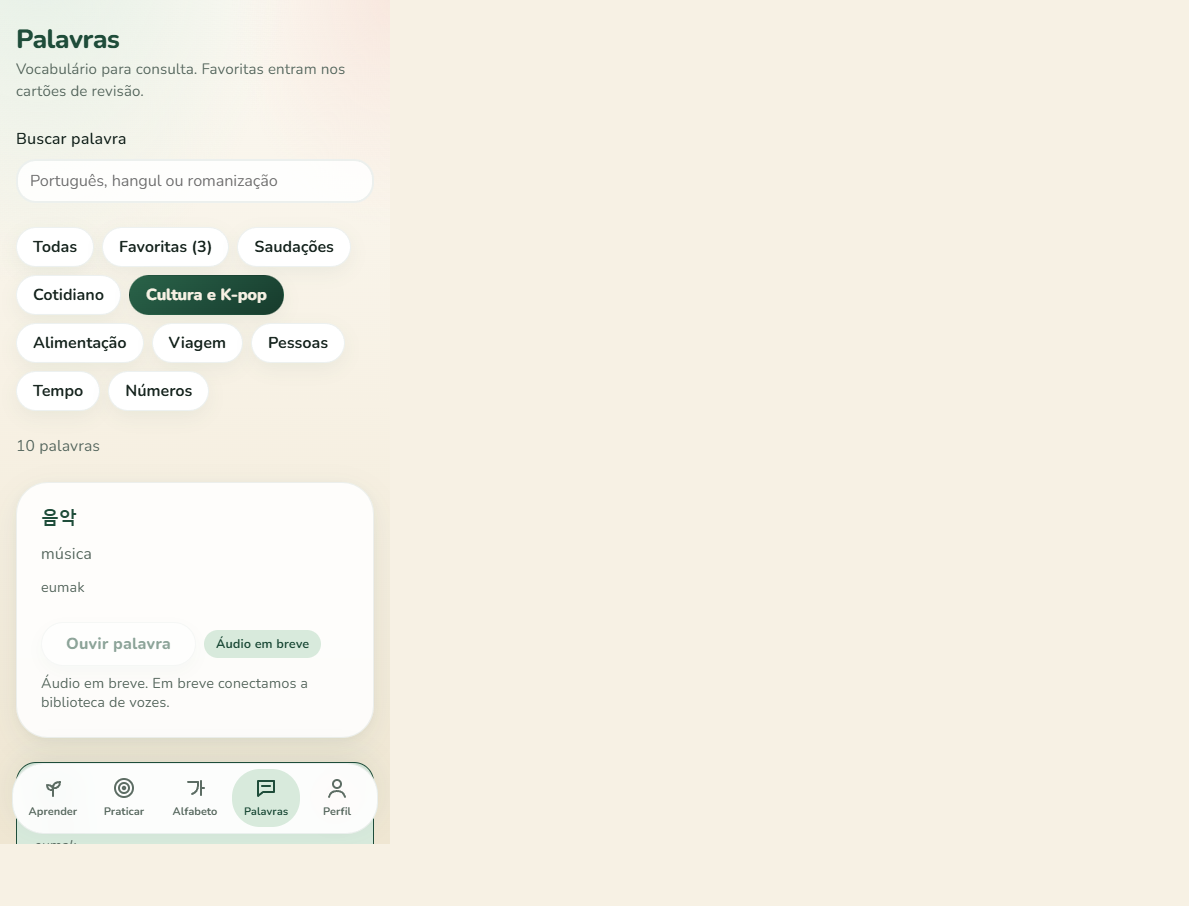 Palavras
Vocabulário para consulta. Favoritas entram nos
cartões de revisão.
Buscar palavra
Português, hangul ou romanização
Todas
Favoritas (3)
Saudações
Cotidiano
Cultura e K-pop
Alimentação
Viagem
Pessoas
Tempo
Números
10 palavras
음악
música
eumak
Ouvir palavra
Áudio em breve
Áudio em breve. Em breve conectamos a
biblioteca de vozes.
가
Aprender
Praticar
Alfabeto
Palavras
Perfil